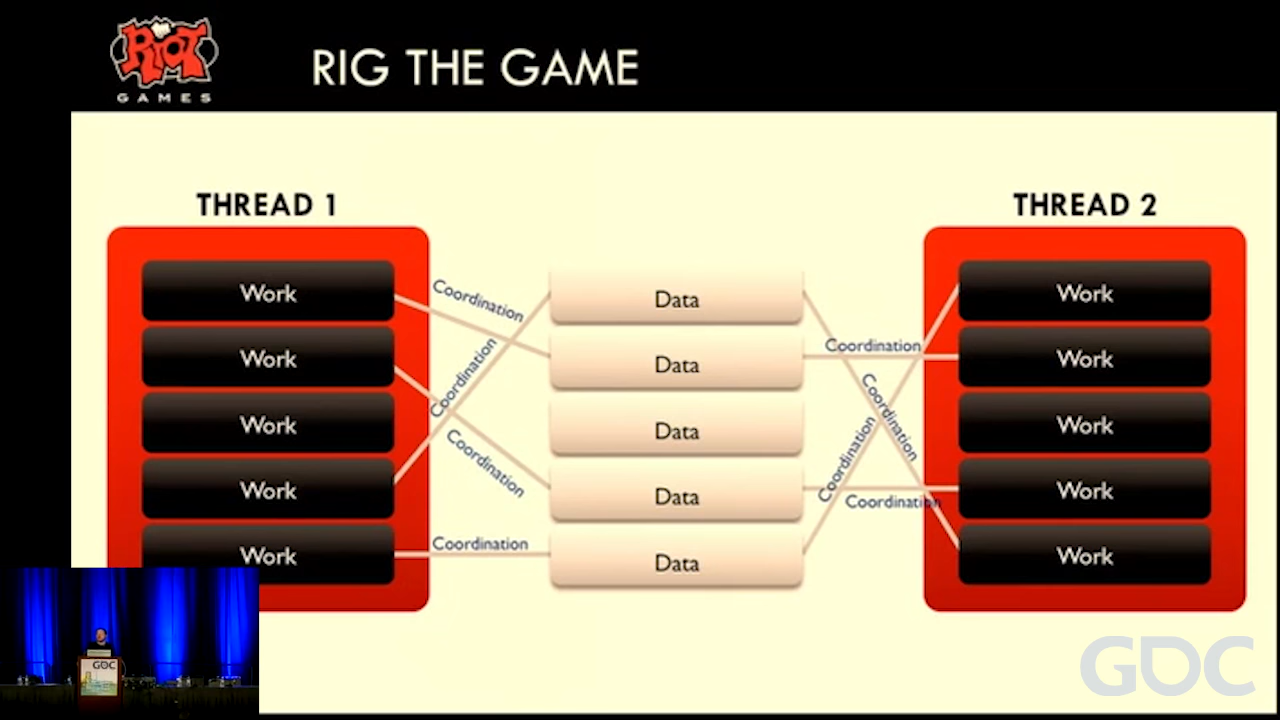 RIOT
GAMES
RIG THE GAME
THREAD 1
THREAD 2
Work
Work
Work
Work
Work
Coordination
Coordination
Coordination
Coordination
Data
Data
Data
Data
Data
Coordination
Coordination
Coordination
Coordination
Work
Work
Work
Work
Work
GDC
GDC